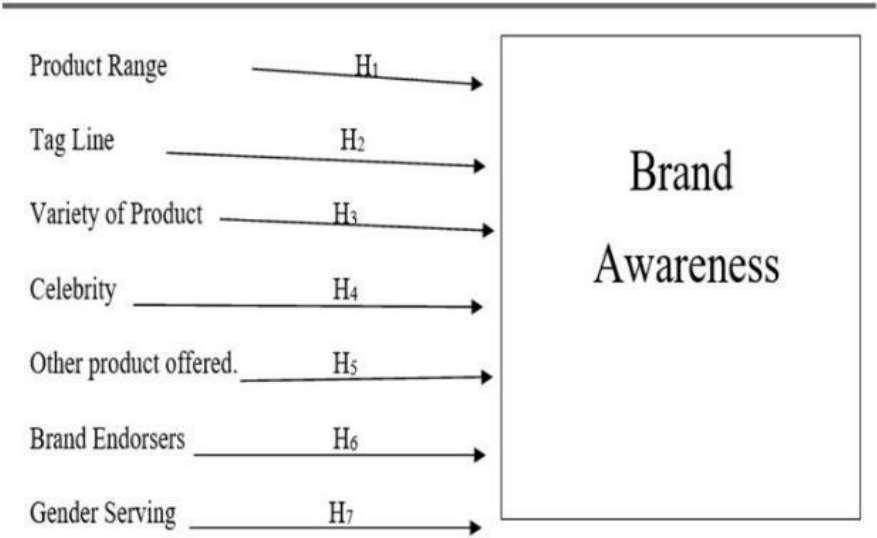 Product Range H₁
Tag Line H₂
Variety of Product H₃
Celebrity H₄
Other product offered. H₅
Brand Endorsers H₆
Gender Serving H₇
Brand
Awareness